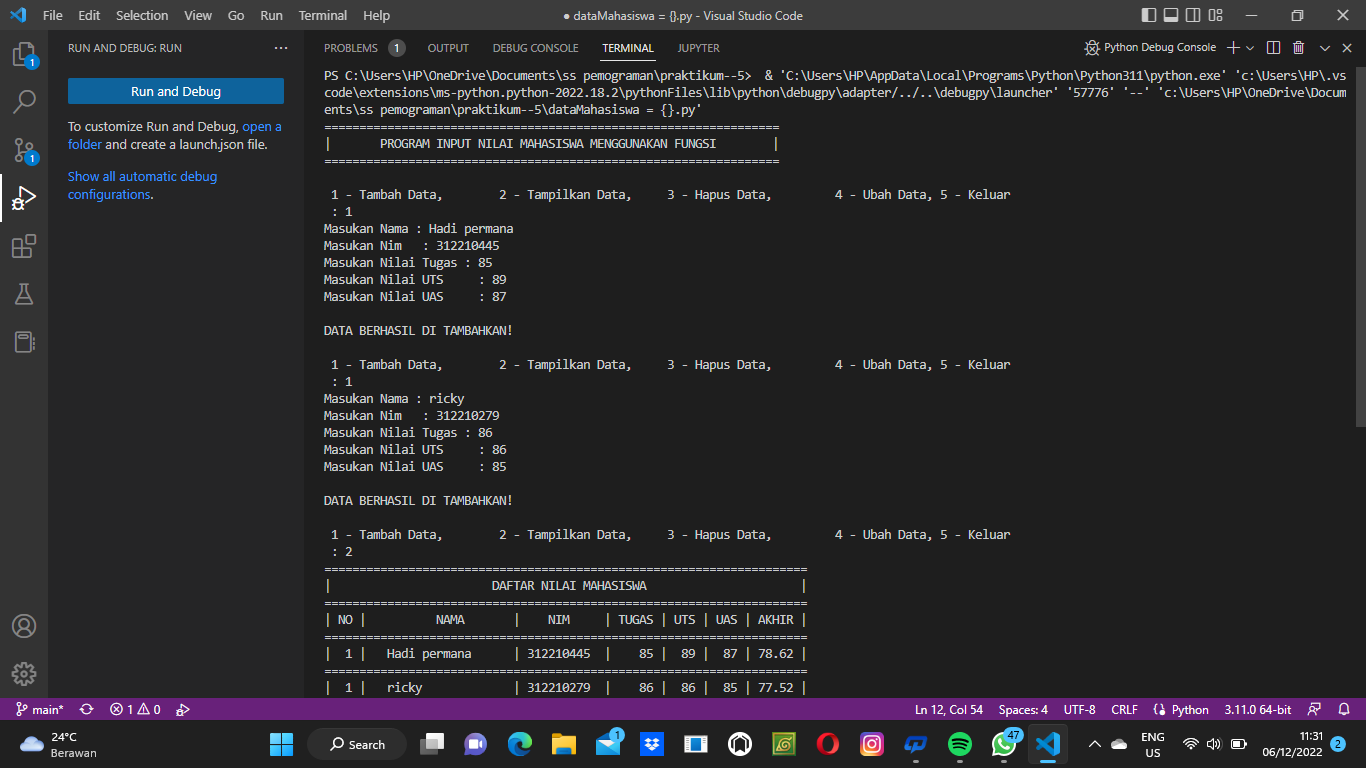 File Edit Selection View Go Run Terminal Help
● dataMahasiswa = {}.py - Visual Studio Code
RUN AND DEBUG: RUN ...
Run and Debug
To customize Run and Debug, open a
folder and create a launch.json file.
Show all automatic debug
configurations.
PROBLEMS 1 OUTPUT DEBUG CONSOLE TERMINAL JUPYTER
Python Debug Console
PS C:\Users\HP\OneDrive\Documents\ss pemograman\praktikum--5> & 'C:\Users\HP\AppData\Local\Programs\Python\Python311\python.exe' 'c:\Users\HP\.vs
code\extensions\ms-python.python-2022.18.2\pythonFiles\lib\python\debugpy\adapter/../..\debugpy\launcher' '57776' '--' 'c:\Users\HP\OneDrive\Docum
ents\ss pemograman\praktikum--5\dataMahasiswa = {}.py'
=================================================================
| PROGRAM INPUT NILAI MAHASISWA MENGGUNAKAN FUNGSI |
=================================================================
1 - Tambah Data, 2 - Tampilkan Data, 3 - Hapus Data, 4 - Ubah Data, 5 - Keluar
: 1
Masukan Nama : Hadi permana
Masukan Nim : 312210445
Masukan Nilai Tugas : 85
Masukan Nilai UTS : 89
Masukan Nilai UAS : 87
DATA BERHASIL DI TAMBAHKAN!
1 - Tambah Data, 2 - Tampilkan Data, 3 - Hapus Data, 4 - Ubah Data, 5 - Keluar
: 1
Masukan Nama : ricky
Masukan Nim : 312210279
Masukan Nilai Tugas : 86
Masukan Nilai UTS : 86
Masukan Nilai UAS : 85
DATA BERHASIL DI TAMBAHKAN!
1 - Tambah Data, 2 - Tampilkan Data, 3 - Hapus Data, 4 - Ubah Data, 5 - Keluar
: 2
=====================================================================
| DAFTAR NILAI MAHASISWA |
=====================================================================
| NO | NAMA | NIM | TUGAS | UTS | UAS | AKHIR |
=====================================================================
| 1 | Hadi permana | 312210445 | 85 | 89 | 87 | 78.62 |
=====================================================================
| 1 | ricky | 312210279 | 86 | 86 | 85 | 77.52 |
1
1
main* 1 0
Ln 12, Col 54 Spaces: 4 UTF-8 CRLF Python 3.11.0 64-bit
24°C
Berawan
Search
1
47
ENG
US
11:31
06/12/2022
2